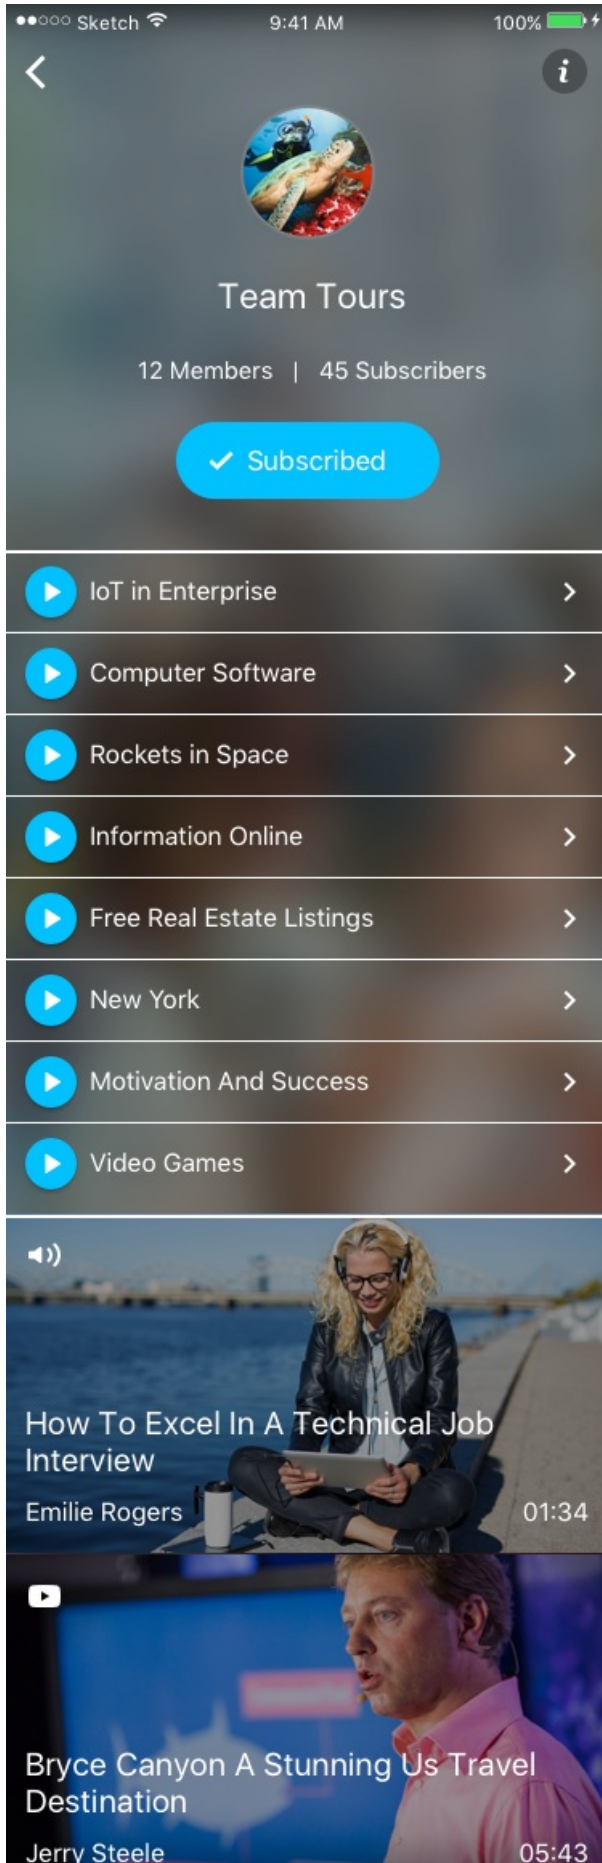 Sketch 9:41 AM 100%
i
Team Tours
12 Members | 45 Subscribers
Subscribed
IoT in Enterprise
Computer Software
Rockets in Space
Information Online
Free Real Estate Listings
New York
Motivation And Success
Video Games
How To Excel In A Technical Job
Interview
Emilie Rogers 01:34
Bryce Canyon A Stunning Us Travel
Destination
Jerry Steele 05:43